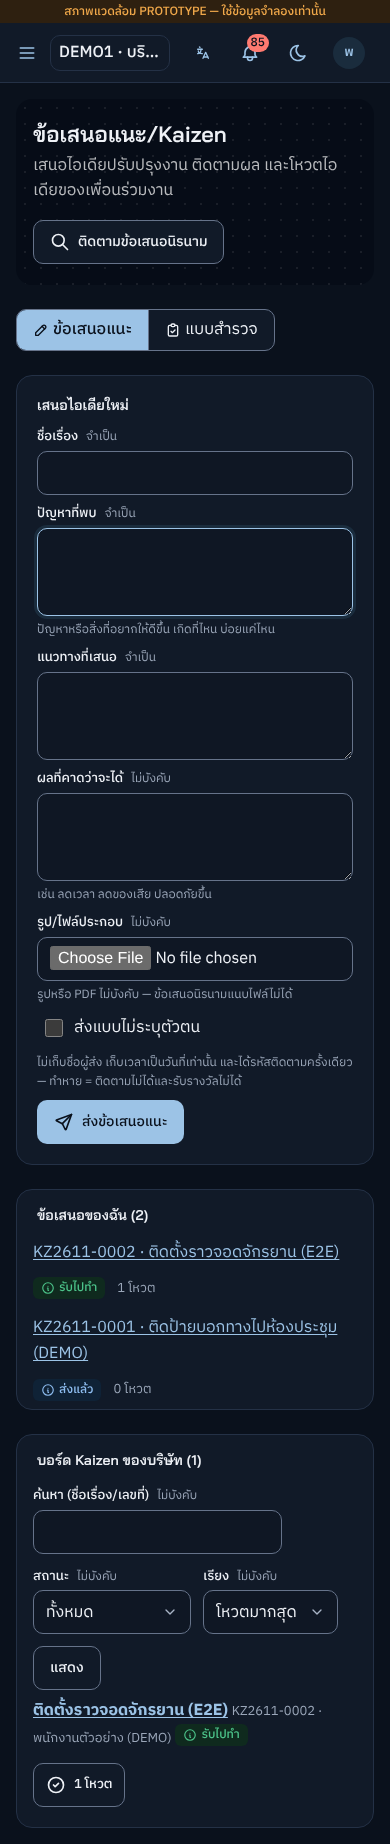 สภาพแวดล้อม PROTOTYPE — ใช้ข้อมูลจำลองเท่านั้น
DEMO1 · บริ...
85
พ
ข้อเสนอแนะ/Kaizen
เสนอไอเดียปรับปรุงงาน ติดตามผล และโหวตไอ
เดียของเพื่อนร่วมงาน
ติดตามข้อเสนอนิรนาม
ข้อเสนอแนะ
แบบสำรวจ
เสนอไอเดียใหม่
ชื่อเรื่อง จำเป็น
ปัญหาที่พบ จำเป็น
ปัญหาหรือสิ่งที่อยากให้ดีขึ้น เกิดที่ไหน บ่อยแค่ไหน
แนวทางที่เสนอ จำเป็น
ผลที่คาดว่าจะได้ ไม่บังคับ
เช่น ลดเวลา ลดของเสีย ปลอดภัยขึ้น
รูป/ไฟล์ประกอบ ไม่บังคับ
Choose File No file chosen
รูปหรือ PDF ไม่บังคับ — ข้อเสนอนิรนามแนบไฟล์ไม่ได้
ส่งแบบไม่ระบุตัวตน
ไม่เก็บชื่อผู้ส่ง เก็บเวลาเป็นวันที่เท่านั้น และได้รหัสติดตามครั้งเดียว
— ทำหาย = ติดตามไม่ได้และรับรางวัลไม่ได้
ส่งข้อเสนอแนะ
ข้อเสนอของฉัน (2)
KZ2611-0002 · ติดตั้งราวจอดจักรยาน (E2E)
รับไปทำ 1 โหวต
KZ2611-0001 · ติดป้ายบอกทางไปห้องประชุม
(DEMO)
ส่งแล้ว 0 โหวต
บอร์ด Kaizen ของบริษัท (1)
ค้นหา (ชื่อเรื่อง/เลขที่) ไม่บังคับ
สถานะ ไม่บังคับ เรียง ไม่บังคับ
ทั้งหมด โหวตมากสุด
แสดง
ติดตั้งราวจอดจักรยาน (E2E) KZ2611-0002 ·
พนักงานตัวอย่าง (DEMO) รับไปทำ
1 โหวต